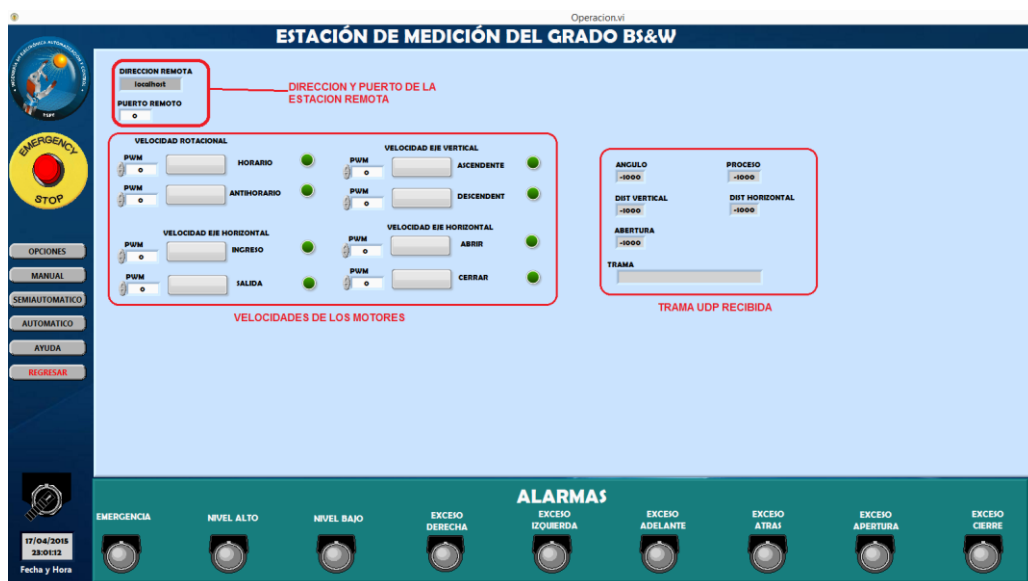 Operacion.vi
ESTACIÓN DE MEDICIÓN DEL GRADO BS&W
DIRECCION REMOTA
localhost
PUERTO REMOTO
0
DIRECCION Y PUERTO DE LA
ESTACION REMOTA
EMERGENCY
STOP
OPCIONES
MANUAL
SEMIAUTOMATICO
AUTOMATICO
AYUDA
REGRESAR
VELOCIDAD ROTACIONAL
PWM
0
HORARIO
PWM
0
ANTIHORARIO
VELOCIDAD EJE VERTICAL
PWM
0
ASCENDENTE
PWM
0
DESCENDENT
VELOCIDAD EJE HORIZONTAL
PWM
0
INGRESO
PWM
0
SALIDA
VELOCIDAD EJE HORIZONTAL
PWM
0
ABRIR
PWM
0
CERRAR
VELOCIDADES DE LOS MOTORES
ANGULO
-1000
PROCESO
-1000
DIST VERTICAL
-1000
DIST HORIZONTAL
-1000
ABERTURA
-1000
TRAMA
TRAMA UDP RECIBIDA
ALARMAS
EMERGENCIA
NIVEL ALTO
NIVEL BAJO
EXCESO
DERECHA
EXCESO
IZQUIERDA
EXCESO
ADELANTE
EXCESO
ATRAS
EXCESO
APERTURA
EXCESO
CIERRE
17/04/2015
23:01:12
Fecha y Hora